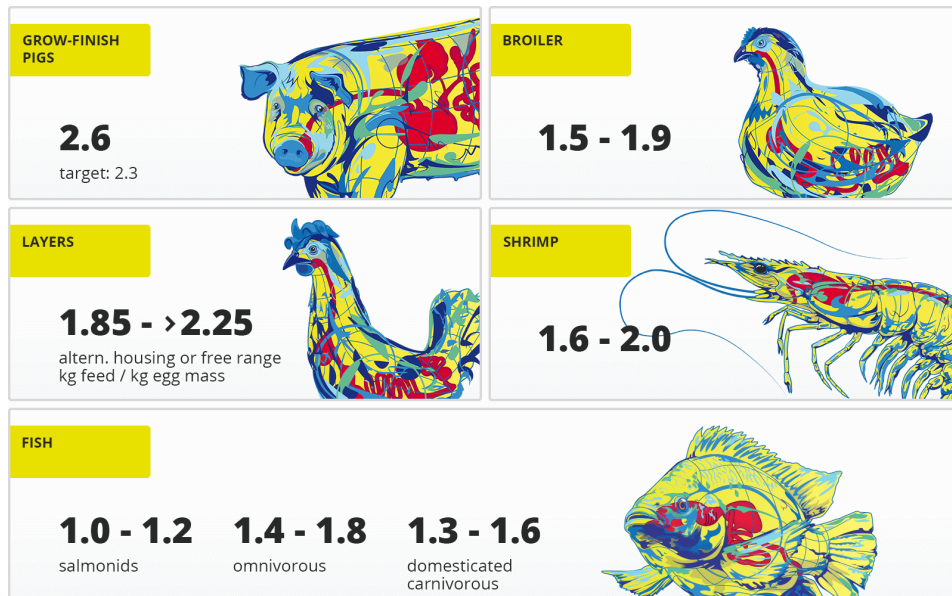 GROW-FINISH
PIGS
2.6
target: 2.3
BROILER
1.5 - 1.9
LAYERS
1.85 - >2.25
altern. housing or free range
kg feed / kg egg mass
SHRIMP
1.6 - 2.0
FISH
1.0 - 1.2
salmonids
1.4 - 1.8
omnivorous
1.3 - 1.6
domesticated
carnivorous